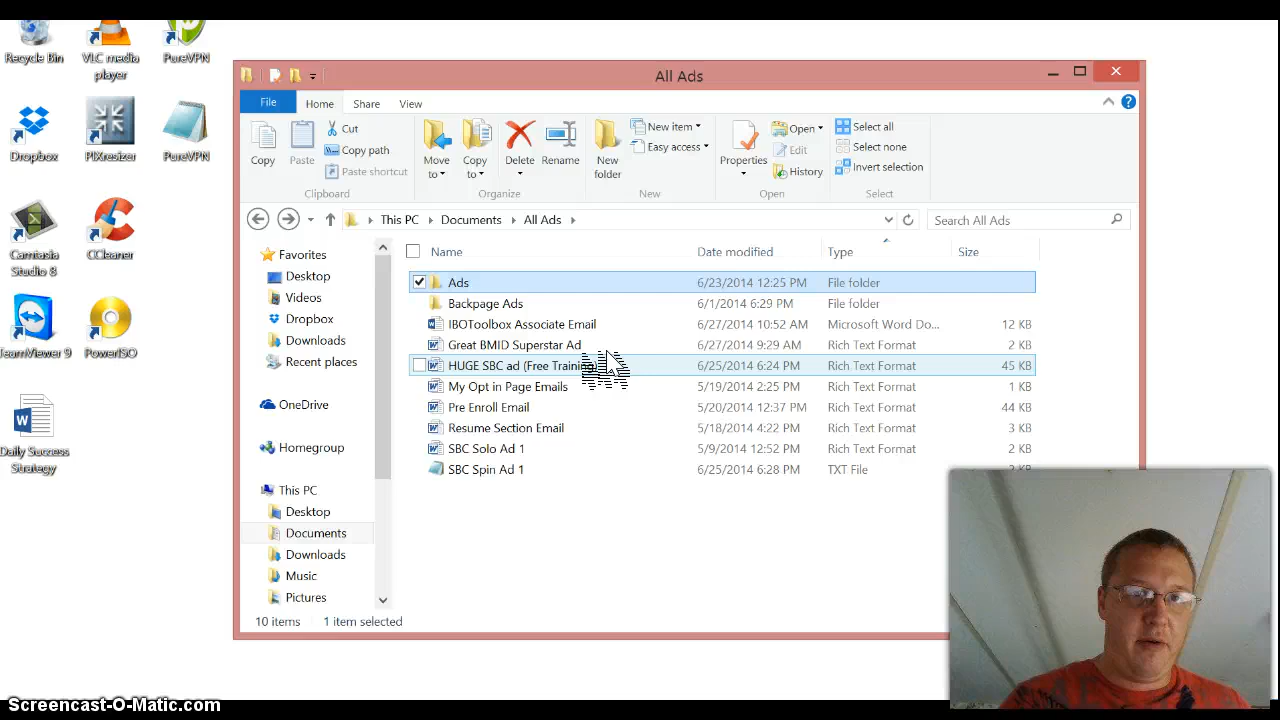 Recycle Bin
VLC media player
PureVPN
Dropbox
PIXresizer
PureVPN
Camtasia Studio 8
CCleaner
TeamViewer 9
PowerISO
Daily Success Strategy
All Ads
File Home Share View
Copy
Paste
Cut
Copy path
Paste shortcut
Clipboard
Move to
Copy to
Delete
Rename
Organize
New folder
New item
Easy access
New
Properties
Open
Edit
History
Open
Select all
Select none
Invert selection
Select
This PC Documents All Ads
Search All Ads
Favorites
Desktop
Videos
Dropbox
Downloads
Recent places
OneDrive
Homegroup
This PC
Desktop
Documents
Downloads
Music
Pictures
Name Date modified Type Size
Ads 6/23/2014 12:25 PM File folder
Backpage Ads 6/1/2014 6:29 PM File folder
IBOToolbox Associate Email 6/27/2014 10:52 AM Microsoft Word Do... 12 KB
Great BMID Superstar Ad 6/27/2014 9:29 AM Rich Text Format 2 KB
HUGE SBC ad (Free Training) 6/25/2014 6:24 PM Rich Text Format 45 KB
My Opt in Page Emails 5/19/2014 2:25 PM Rich Text Format 1 KB
Pre Enroll Email 5/20/2014 12:37 PM Rich Text Format 44 KB
Resume Section Email 5/18/2014 4:22 PM Rich Text Format 3 KB
SBC Solo Ad 1 5/9/2014 12:52 PM Rich Text Format 2 KB
SBC Spin Ad 1 6/25/2014 6:28 PM TXT File 2 KB
10 items 1 item selected
Screencast-O-Matic.com